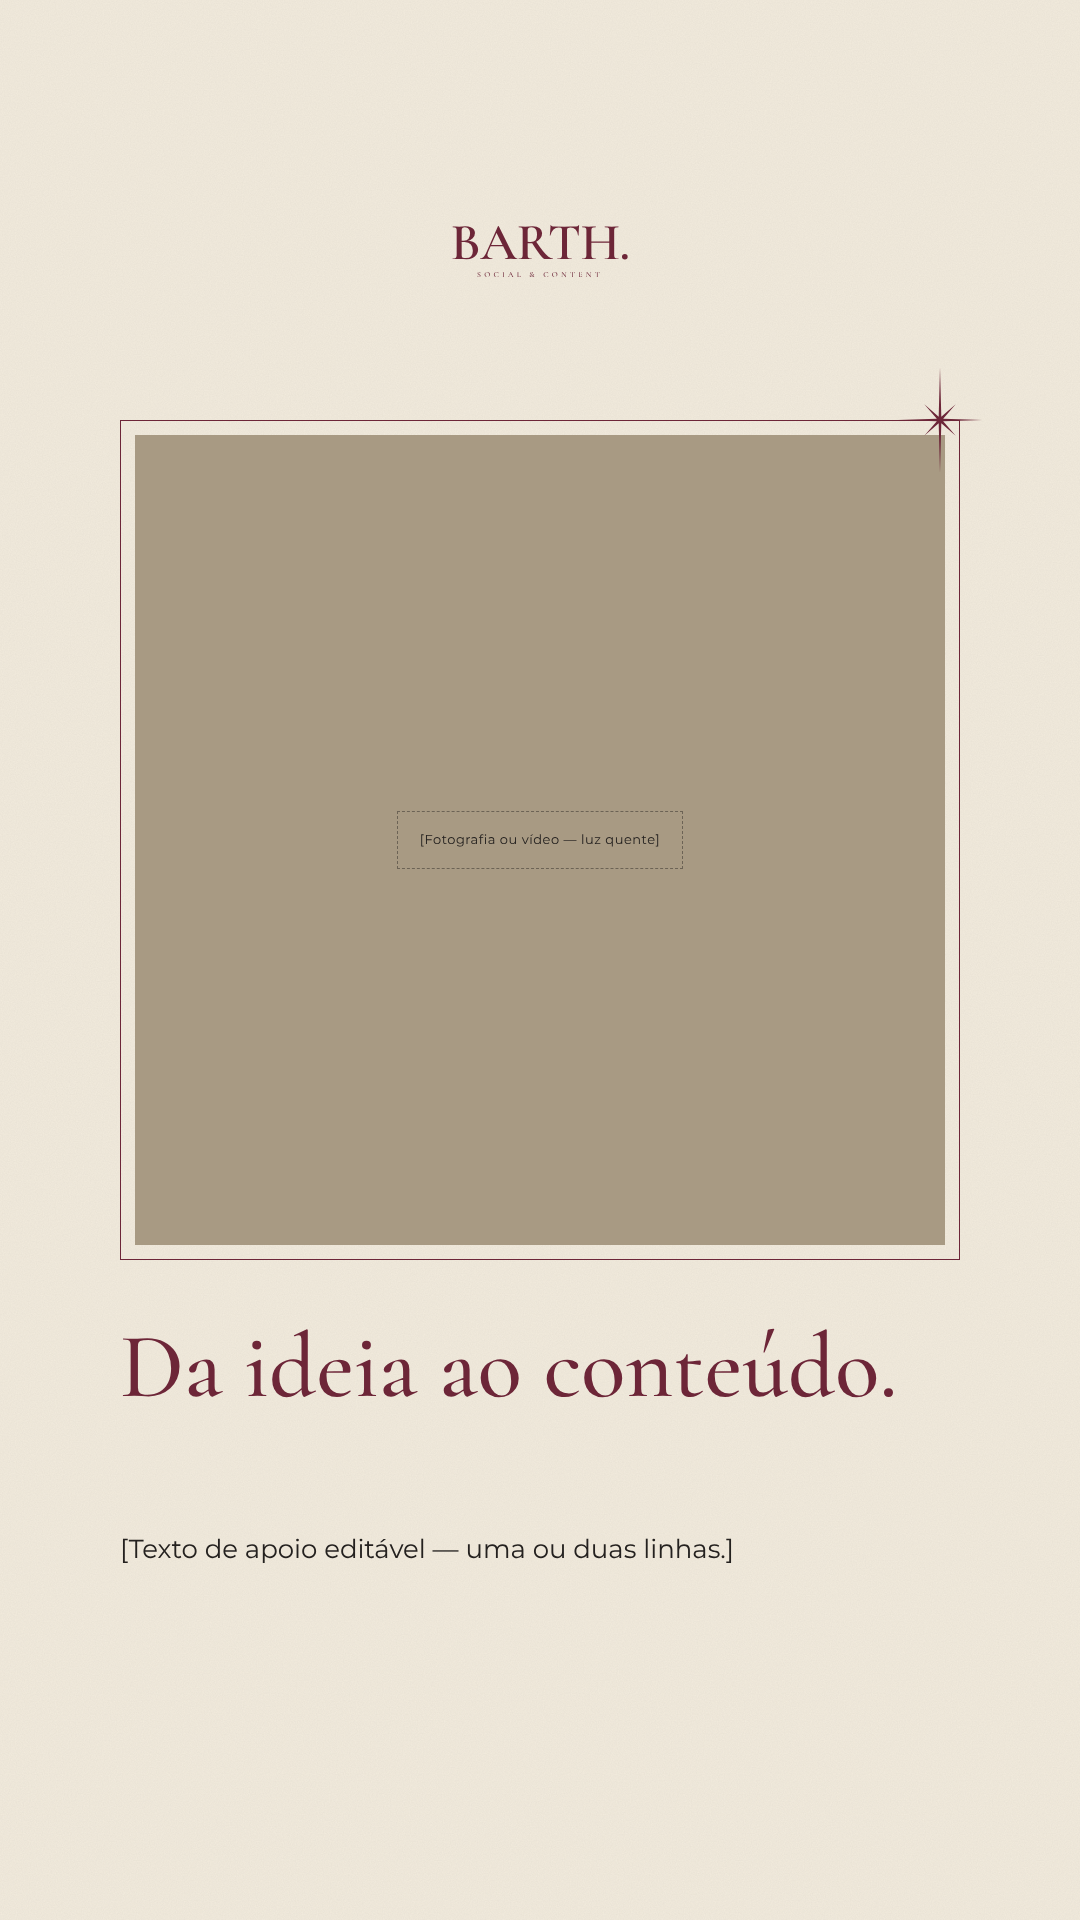 BARTH.
SOCIAL & CONTENT
[Fotografia ou vídeo — luz quente]
Da ideia ao conteúdo.
[Texto de apoio editável — uma ou duas linhas.]